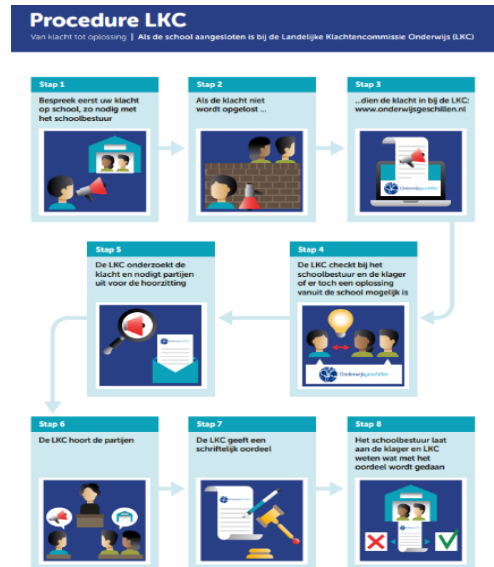 Procedure LKC
Van klacht tot oplossing | Als de school aangesloten is bij de Landelijke Klachtencommissie Onderwijs (LKC)
Stap 1
Bespreek eerst uw klacht
op school, zo nodig met
het schoolbestuur
Stap 2
Als de klacht niet
wordt opgelost ...
Stap 3
...dien de klacht in bij de LKC:
www.onderwijsgeschillen.nl
Onderwijsgeschillen
Stap 4
De LKC checkt bij het
schoolbestuur en de klager
of er toch een oplossing
vanuit de school mogelijk is
Onderwijsgeschillen
Stap 5
De LKC onderzoekt de
klacht en nodigt partijen
uit voor de hoorzitting
Stap 6
De LKC hoort de partijen
Stap 7
De LKC geeft een
schriftelijk oordeel
Stap 8
Het schoolbestuur laat
aan de klager en LKC
weten wat met het
oordeel wordt gedaan